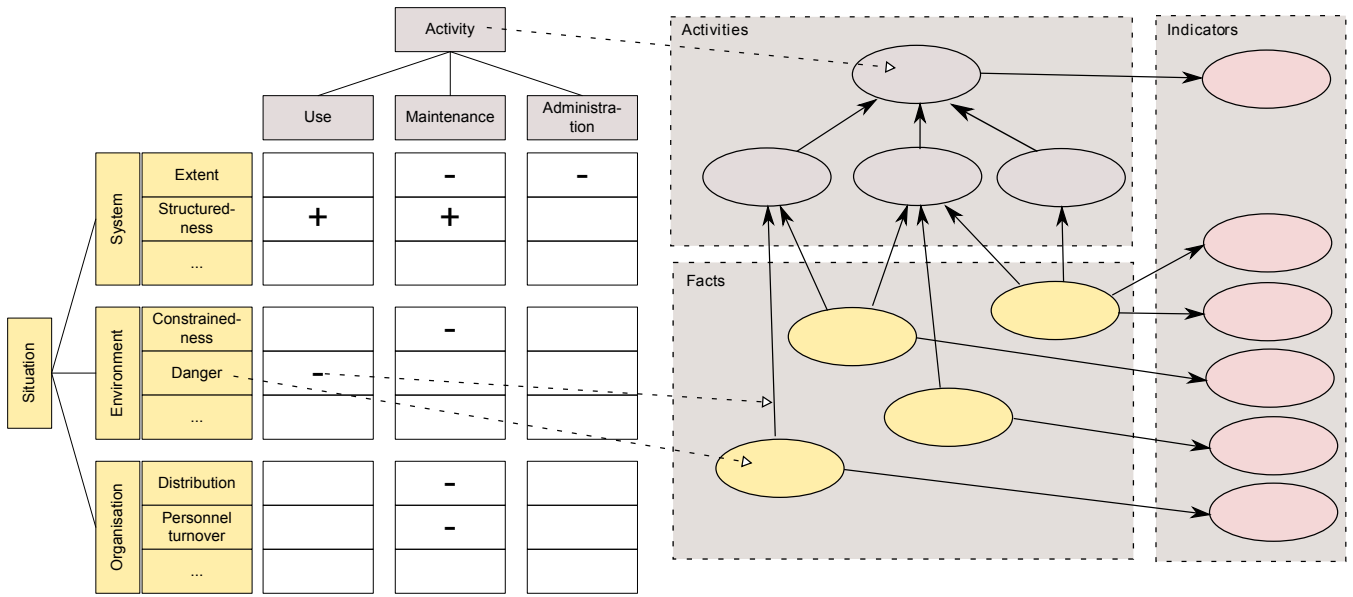 Activity
Activities
Indicators
Use
Maintenance
Administra-
tion
Situation
System
Extent
-
-
Structured-
ness
+
+
...
Facts
Environment
Constrained-
ness
-
Danger
-
...
Organisation
Distribution
-
Personnel
turnover
-
...